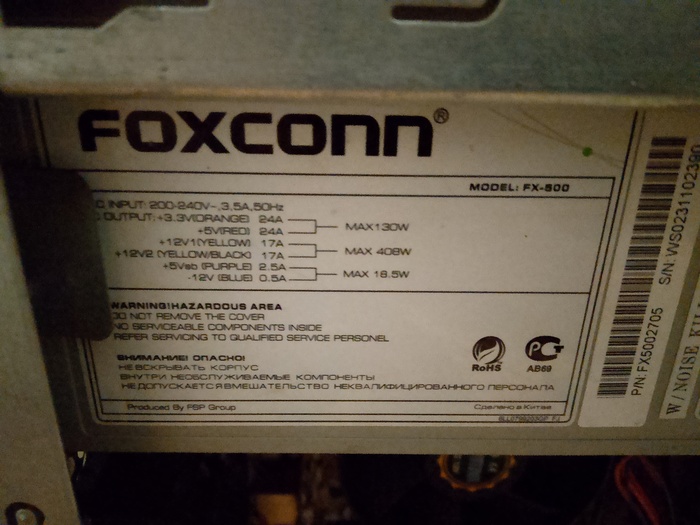 FOXCONN®
MODEL: FX-500
C INPUT: 200-240V~,3,5A,50Hz
OUTPUT: +3.3V(ORANGE) 24A
+5V(RED) 24A
MAX130W
+12V1(YELLOW) 17A
+12V2 (YELLOW/BLACK) 17A
MAX 408W
+5Vsb (PURPLE) 2.5A
-12V (BLUE) 0.5A
MAX 18.5W
WARNING!HAZARDOUS AREA
DO NOT REMOVE THE COVER
NO SERVICEABLE COMPONENTS INSIDE
REFER SERVICING TO QUALIFIED SERVICE PERSONEL
ВНИМАНИЕ! ОПАСНО!
НЕ ВСКРЫВАТЬ КОРПУС
ВНУТРИ НЕОБСЛУЖИВАЕМЫЕ КОМПОНЕНТЫ
НЕДОПУСКАЕТСЯ ВМЕШАТЕЛЬСТВО НЕКВАЛИФИЦИРОВАННОГО ПЕРСОНАЛА
RoHS
РСТ
АВ69
Produced By FSP Group
Сделано в Китае
P/N: FX5002705
S/N: WS0231102390
W/NOISE KIL